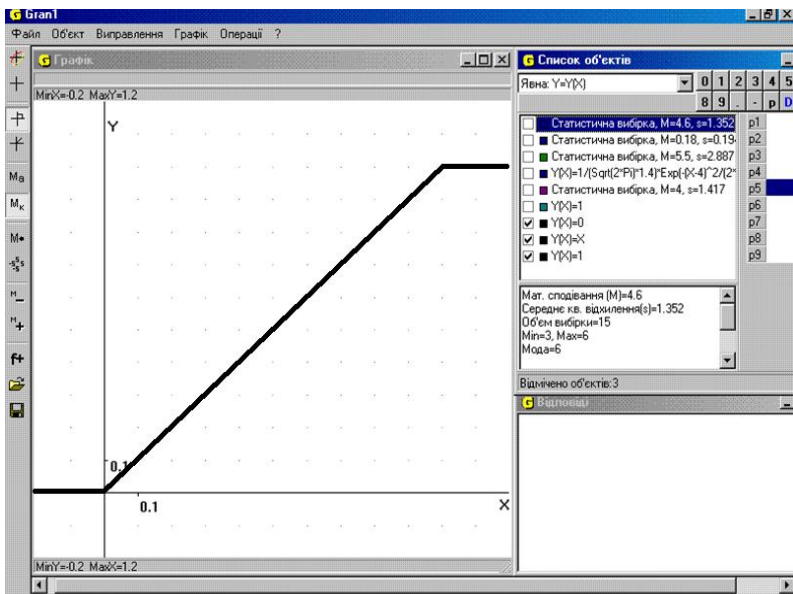 Gran1
Файл Об'єкт Виправлення Графік Операції ?
Графік
MinX=-0.2 MaxY=1.2
Y
0.1
0.1
X
MinY=-0.2 MaxX=1.2
Список об'єктів
Явна: Y=Y(X)
0 1 2 3 4 5
8 9 . - p D
Статистична вибірка, M=4.6, s=1.352
Статистична вибірка, M=0.18, s=0.19
Статистична вибірка, M=5.5, s=2.887
Y(X)=1/(Sqrt(2*Pi)*1.4)*Exp(-(X-4)^2/(2*
Статистична вибірка, M=4, s=1.417
Y(X)=1
Y(X)=0
Y(X)=X
Y(X)=1
p1
p2
p3
p4
p5
p6
p7
p8
p9
Мат. сподівання (M)=4.6
Середнє кв. відхилення(s)=1.352
Об'єм вибірки=15
Min=3, Max=6
Мода=6
Відмічено об'єктів:3
Відповіді
Ma
Mк
M
M
M
f+